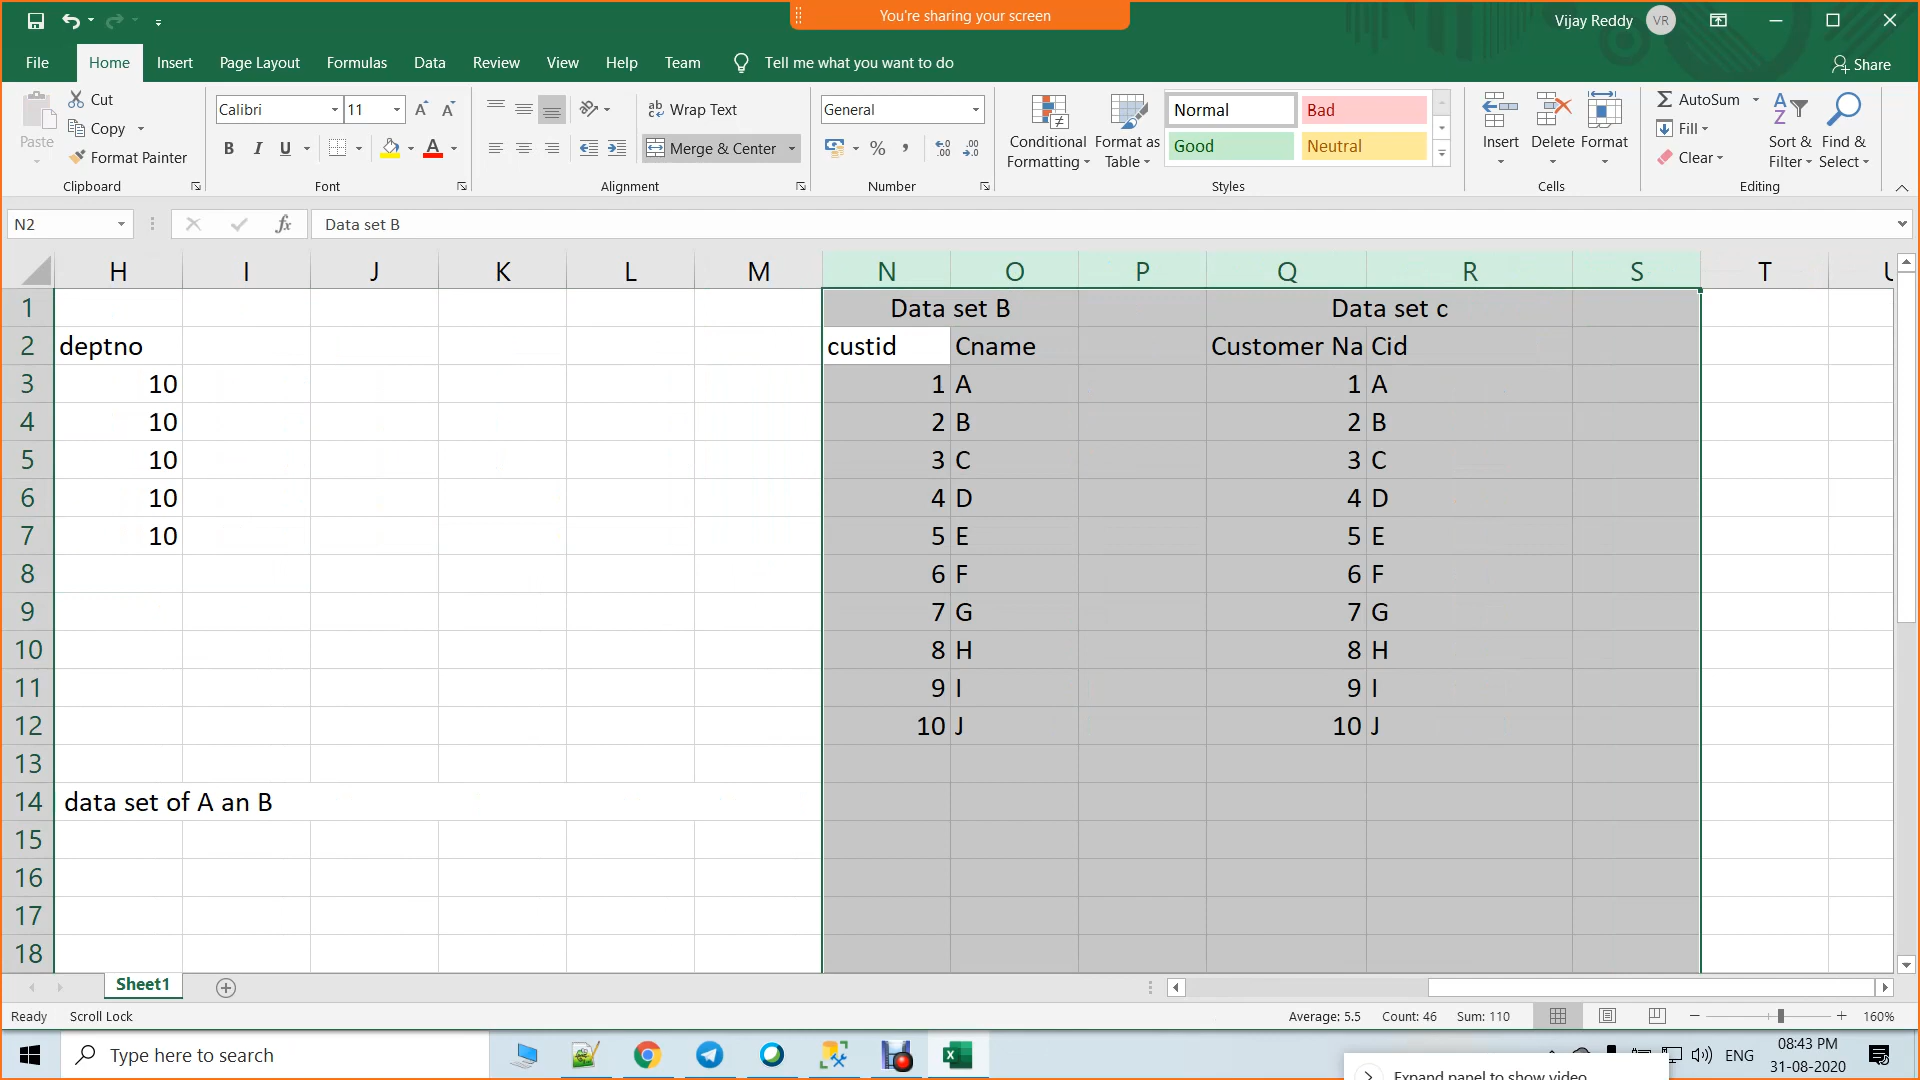 You're sharing your screen
Vijay Reddy VR
File Home Insert Page Layout Formulas Data Review View Help Team Tell me what you want to do Share
Paste Cut Copy Format Painter Clipboard
Calibri 11 A A B I U A Font
ab Wrap Text Merge & Center Alignment
General % , Number
Conditional Formatting Format as Table Normal Bad Good Neutral Styles
Insert Delete Format Cells
AutoSum Fill Clear Sort & Filter Find & Select Editing
N2 fx Data set B
H I J K L M N O P Q R S T U
1 Data set B Data set c
2 deptno custid Cname Customer Na Cid
3 10 1 A 1 A
4 10 2 B 2 B
5 10 3 C 3 C
6 10 4 D 4 D
7 10 5 E 5 E
8 6 F 6 F
9 7 G 7 G
10 8 H 8 H
11 9 I 9 I
12 10 J 10 J
13
14 data set of A an B
15
16
17
18
Sheet1
Ready Scroll Lock Average: 5.5 Count: 46 Sum: 110 160%
Type here to search ENG 08:43 PM
31-08-2020
Expand panel to show video